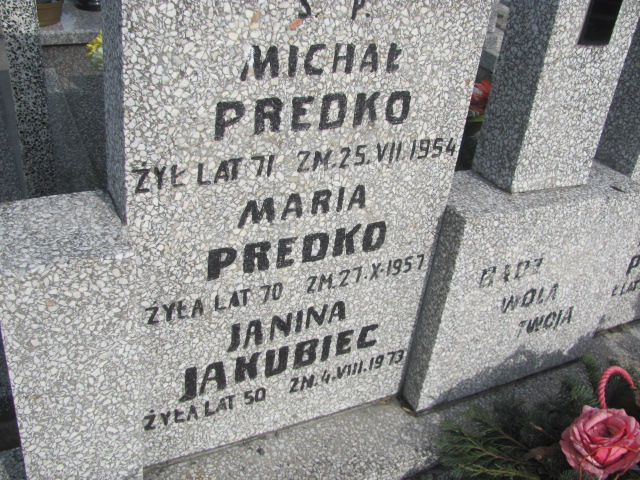 Ś. P.
MICHAŁ
PREDKO
ŻYŁ LAT 71 ZM. 25. VII. 1954
MARIA
PREDKO
ŻYŁA LAT 70 ZM. 27. X. 1957
JANINA
JAKUBIEC
ŻYŁA LAT 50 ZM. 4. VIII. 1973
BĄDŹ
WOLA
TWOJA